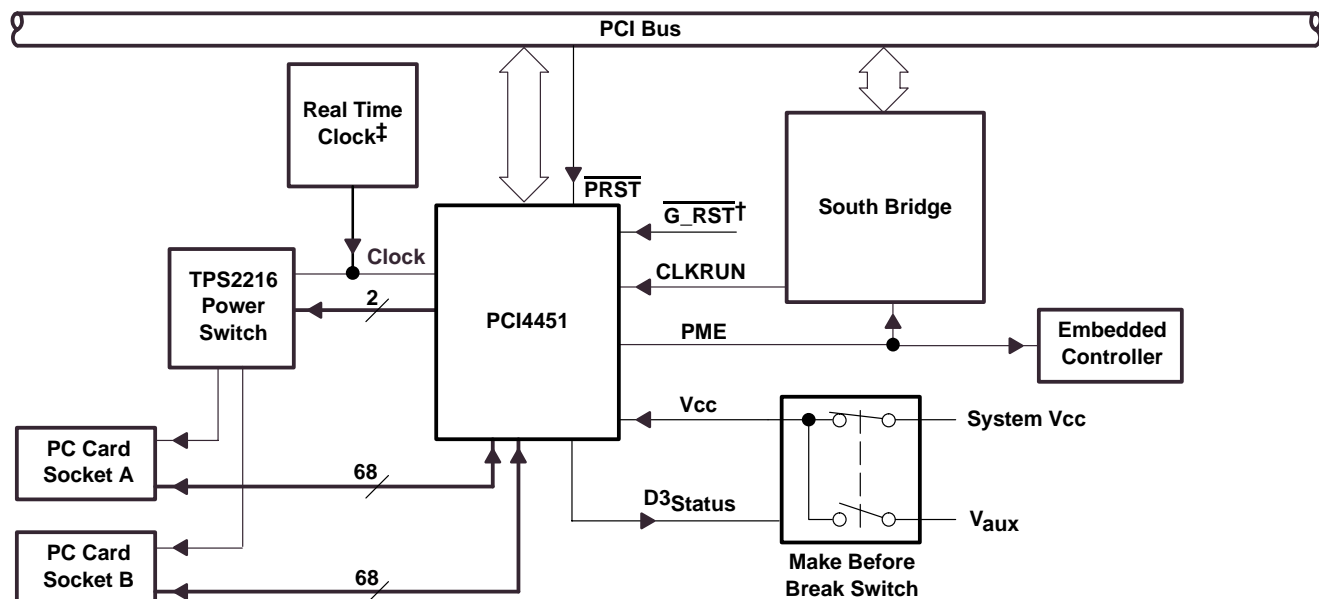 PCI Bus
Real Time
Clock‡
PRST
G_RST†
South Bridge
Clock
CLKRUN
TPS2216
Power
Switch
2
PCI4451
PME
Embedded
Controller
Vcc
System Vcc
PC Card
Socket A
68
D3Status
Vaux
PC Card
Socket B
68
Make Before
Break Switch